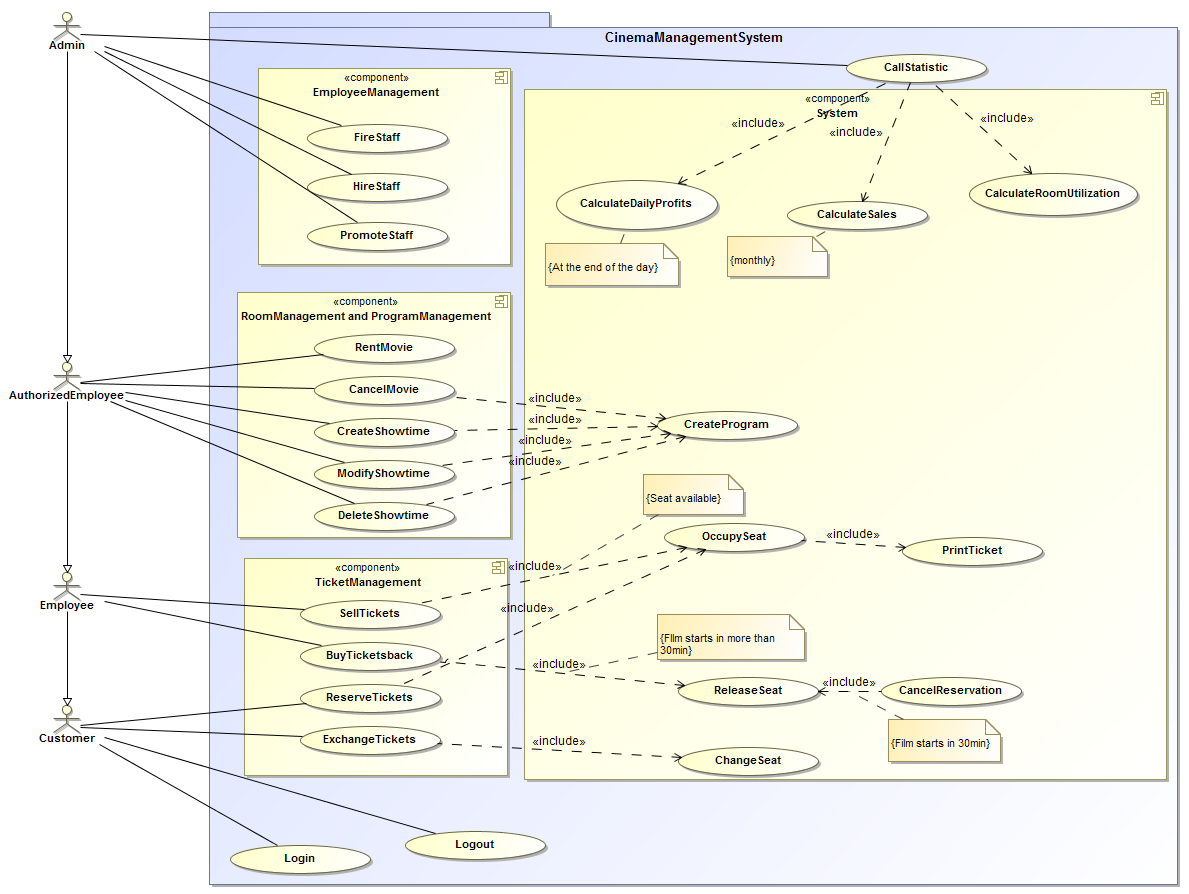 Admin
CinemaManagementSystem
CallStatistic
«component»
EmployeeManagement
FireStaff
HireStaff
PromoteStaff
«component»
System
«include»
«include»
«include»
CalculateDailyProfits
CalculateSales
CalculateRoomUtilization
{At the end of the day}
{monthly}
«component»
RoomManagement and ProgramManagement
RentMovie
CancelMovie
CreateShowtime
ModifyShowtime
DeleteShowtime
AuthorizedEmployee
«include»
«include»
«include»
«include»
CreateProgram
{Seat available}
OccupySeat
«include»
PrintTicket
«component»
TicketManagement
SellTickets
BuyTicketsback
ReserveTickets
ExchangeTickets
Employee
«include»
«include»
{FIlm starts in more than
30min}
«include»
ReleaseSeat
«include»
CancelReservation
{Film starts in 30min}
Customer
«include»
ChangeSeat
Logout
Login